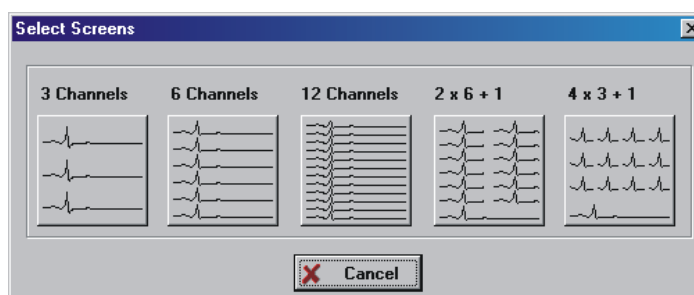 Select Screens
3 Channels 6 Channels 12 Channels 2 x 6 + 1 4 x 3 + 1
Cancel